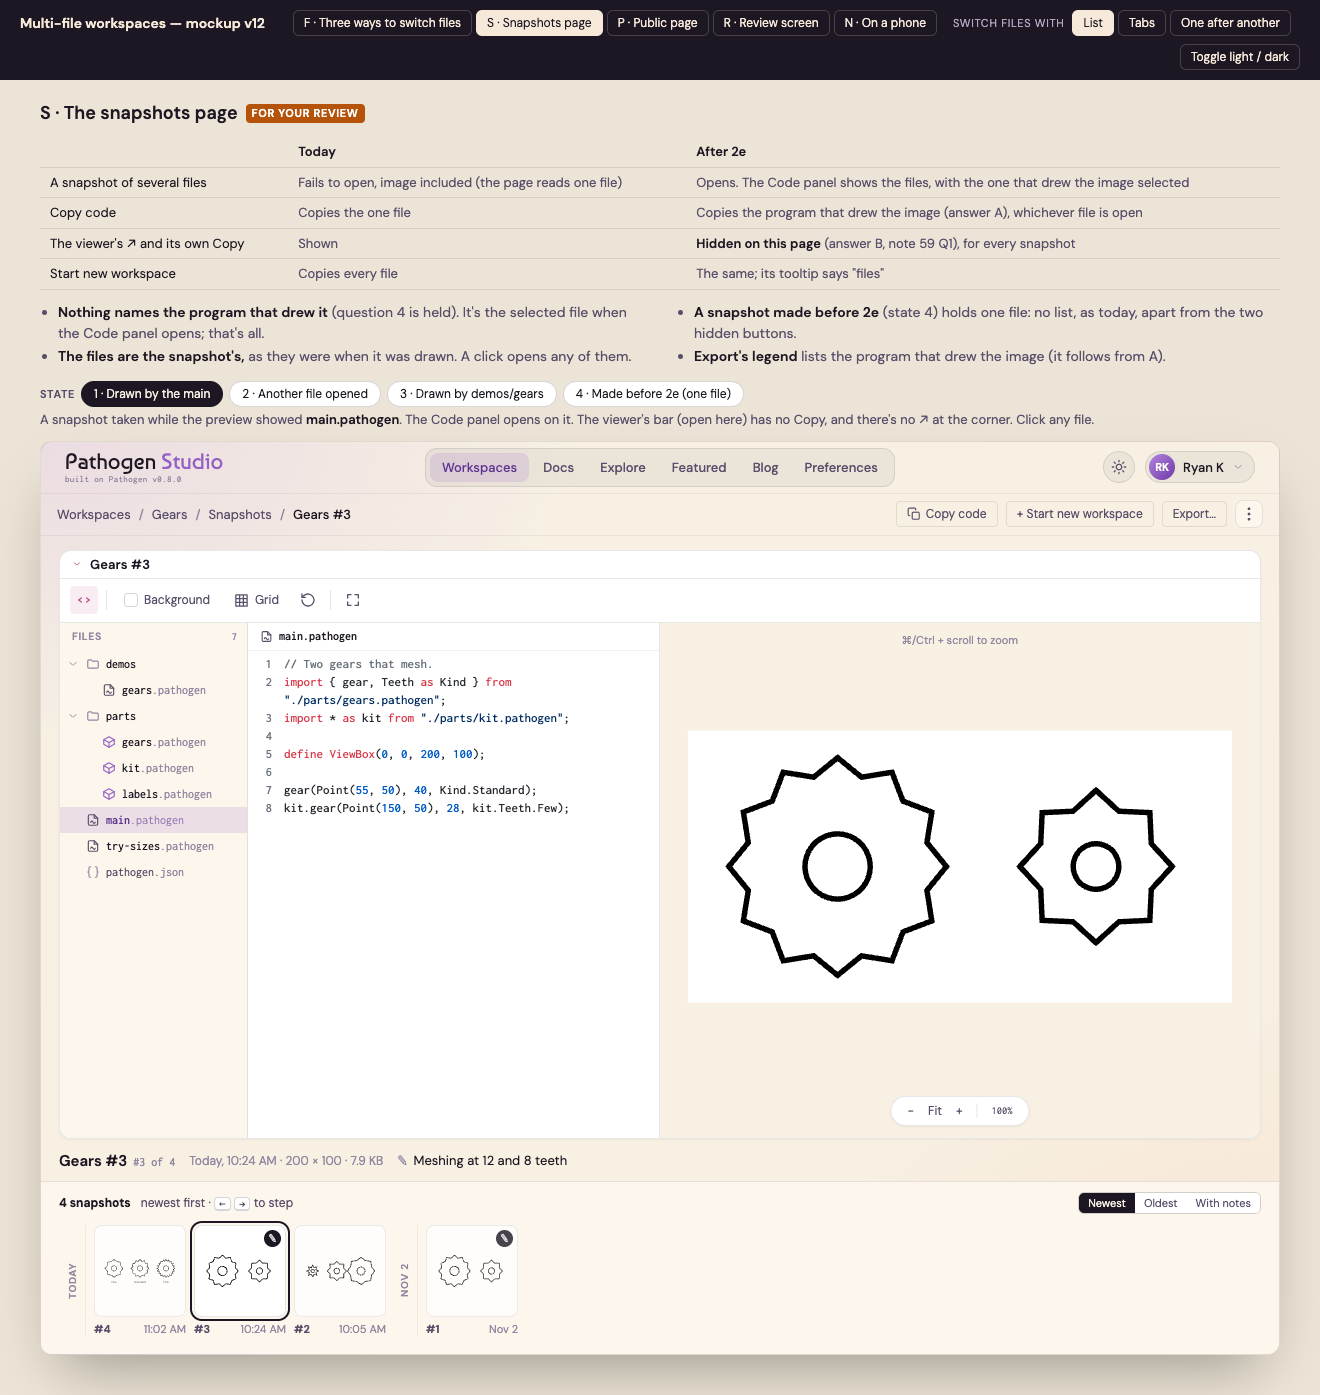 Multi-file workspaces — mockup v12
F · Three ways to switch files
S · Snapshots page
P · Public page
R · Review screen
N · On a phone
SWITCH FILES WITH
List
Tabs
One after another
Toggle light / dark
S · The snapshots page
FOR YOUR REVIEW
Today
After 2e
A snapshot of several files
Fails to open, image included (the page reads one file)
Opens. The Code panel shows the files, with the one that drew the image selected
Copy code
Copies the one file
Copies the program that drew the image (answer A), whichever file is open
The viewer's ↗ and its own Copy
Shown
Hidden on this page (answer B, note 59 Q1), for every snapshot
Start new workspace
Copies every file
The same; its tooltip says "files"
• Nothing names the program that drew it (question 4 is held). It's the selected file when
the Code panel opens; that's all.
• The files are the snapshot's, as they were when it was drawn. A click opens any of them.
• A snapshot made before 2e (state 4) holds one file: no list, as today, apart from the two
hidden buttons.
• Export's legend lists the program that drew the image (it follows from A).
STATE
1 · Drawn by the main
2 · Another file opened
3 · Drawn by demos/gears
4 · Made before 2e (one file)
A snapshot taken while the preview showed main.pathogen. The Code panel opens on it. The viewer's bar (open here) has no Copy, and there's no ↗ at the corner. Click any file.
Pathogen Studio
built on Pathogen v0.8.0
Workspaces
Docs
Explore
Featured
Blog
Preferences
RK
Ryan K
Workspaces / Gears / Snapshots / Gears #3
Copy code
+ Start new workspace
Export…
Gears #3
Background
Grid
FILES
7
demos
gears.pathogen
parts
gears.pathogen
kit.pathogen
labels.pathogen
main.pathogen
try-sizes.pathogen
{} pathogen.json
main.pathogen
1 // Two gears that mesh.
2 import { gear, Teeth as Kind } from
"./parts/gears.pathogen";
3 import * as kit from "./parts/kit.pathogen";
4
5 define ViewBox(0, 0, 200, 100);
6
7 gear(Point(55, 50), 40, Kind.Standard);
8 kit.gear(Point(150, 50), 28, kit.Teeth.Few);
⌘/Ctrl + scroll to zoom
− Fit + 100%
Gears #3
#3 of 4
Today, 10:24 AM · 200 × 100 · 7.9 KB
✎ Meshing at 12 and 8 teeth
4 snapshots
newest first · ← → to step
Newest
Oldest
With notes
TODAY
#4 11:02 AM
#3 10:24 AM
#2 10:05 AM
NOV 2
#1 Nov 2